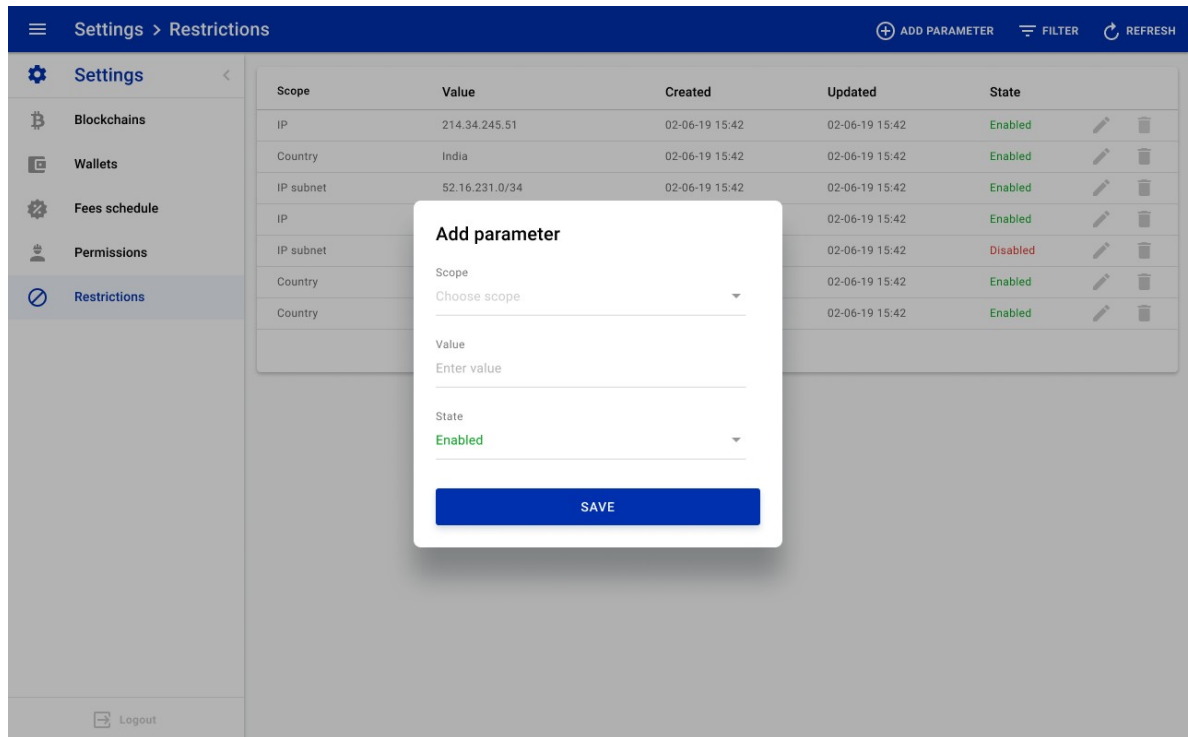 Settings > Restrictions ADD PARAMETER FILTER REFRESH
Settings
Blockchains
Wallets
Fees schedule
Permissions
Restrictions
Logout
Scope Value Created Updated State
IP 214.34.245.51 02-06-19 15:42 02-06-19 15:42 Enabled
Country India 02-06-19 15:42 02-06-19 15:42 Enabled
IP subnet 52.16.231.0/34 02-06-19 15:42 02-06-19 15:42 Enabled
IP 02-06-19 15:42 Enabled
IP subnet 02-06-19 15:42 Disabled
Country 02-06-19 15:42 Enabled
Country 02-06-19 15:42 Enabled
Add parameter
Scope
Choose scope
Value
Enter value
State
Enabled
SAVE